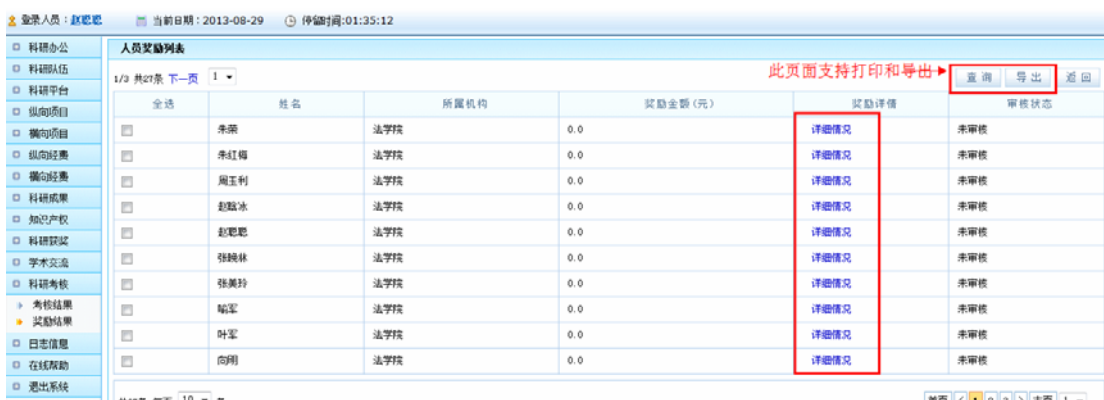 登录人员：赵聪聪 当前日期：2013-08-29 停留时间:01:35:12
科研办公
科研队伍
科研平台
纵向项目
横向项目
纵向经费
横向经费
科研成果
知识产权
科研获奖
学术交流
科研考核
考核结果
奖励结果
日志信息
在线帮助
退出系统
人员奖励列表
1/3 共27条 下一页 1
此页面支持打印和导出
查询 导出 返回
全选 姓名 所属机构 奖励金额(元) 奖励详情 审核状态
朱荣 法学院 0.0 详细情况 未审核
朱红梅 法学院 0.0 详细情况 未审核
周玉利 法学院 0.0 详细情况 未审核
赵晗冰 法学院 0.0 详细情况 未审核
赵聪聪 法学院 0.0 详细情况 未审核
张晓林 法学院 0.0 详细情况 未审核
张美玲 法学院 0.0 详细情况 未审核
喻军 法学院 0.0 详细情况 未审核
叶军 法学院 0.0 详细情况 未审核
向明 法学院 0.0 详细情况 未审核